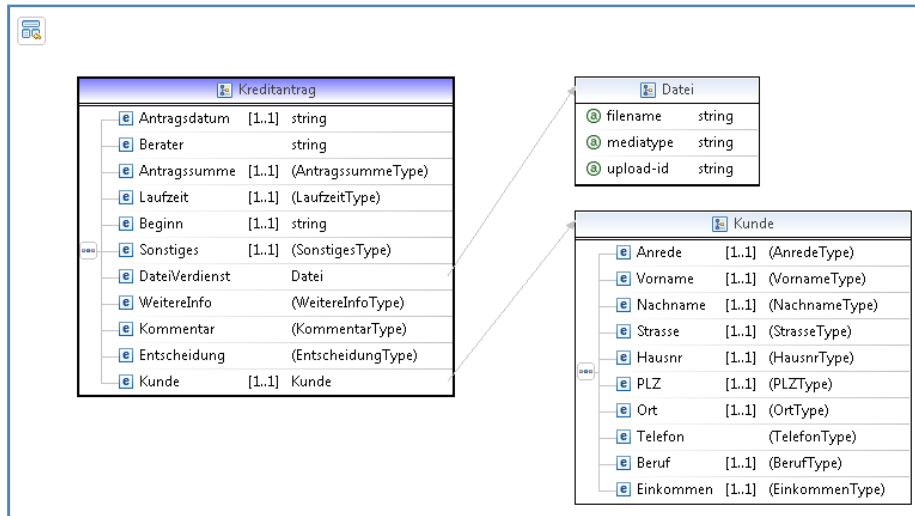 Kreditantrag
e Antragsdatum [1..1] string
e Berater string
e Antragssumme [1..1] (AntragssummeType)
e Laufzeit [1..1] (LaufzeitType)
e Beginn [1..1] string
e Sonstiges [1..1] (SonstigesType)
e DateiVerdienst Datei
e WeitereInfo (WeitereInfoType)
e Kommentar (KommentarType)
e Entscheidung (EntscheidungType)
e Kunde [1..1] Kunde
Datei
a filename string
a mediatype string
a upload-id string
Kunde
e Anrede [1..1] (AnredeType)
e Vorname [1..1] (VornameType)
e Nachname [1..1] (NachnameType)
e Strasse [1..1] (StrasseType)
e Hausnr [1..1] (HausnrType)
e PLZ [1..1] (PLZType)
e Ort [1..1] (OrtType)
e Telefon (TelefonType)
e Beruf [1..1] (BerufType)
e Einkommen [1..1] (EinkommenType)